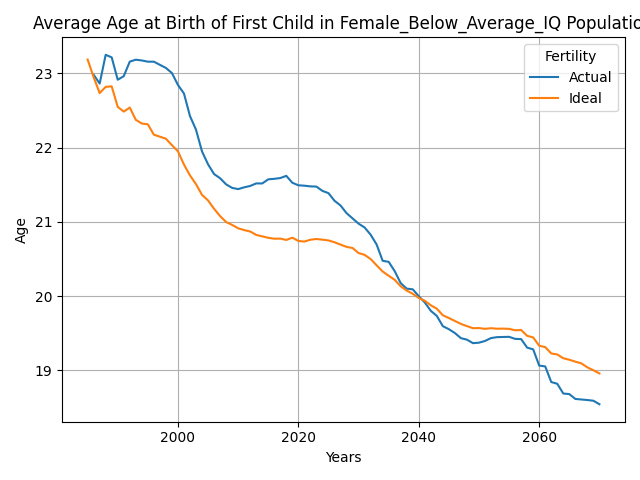 Average Age at Birth of First Child in Female_Below_Average_IQ Populatio
Fertility
Actual
Ideal
23
22
21
20
19
Age
2000
2020
2040
2060
Years